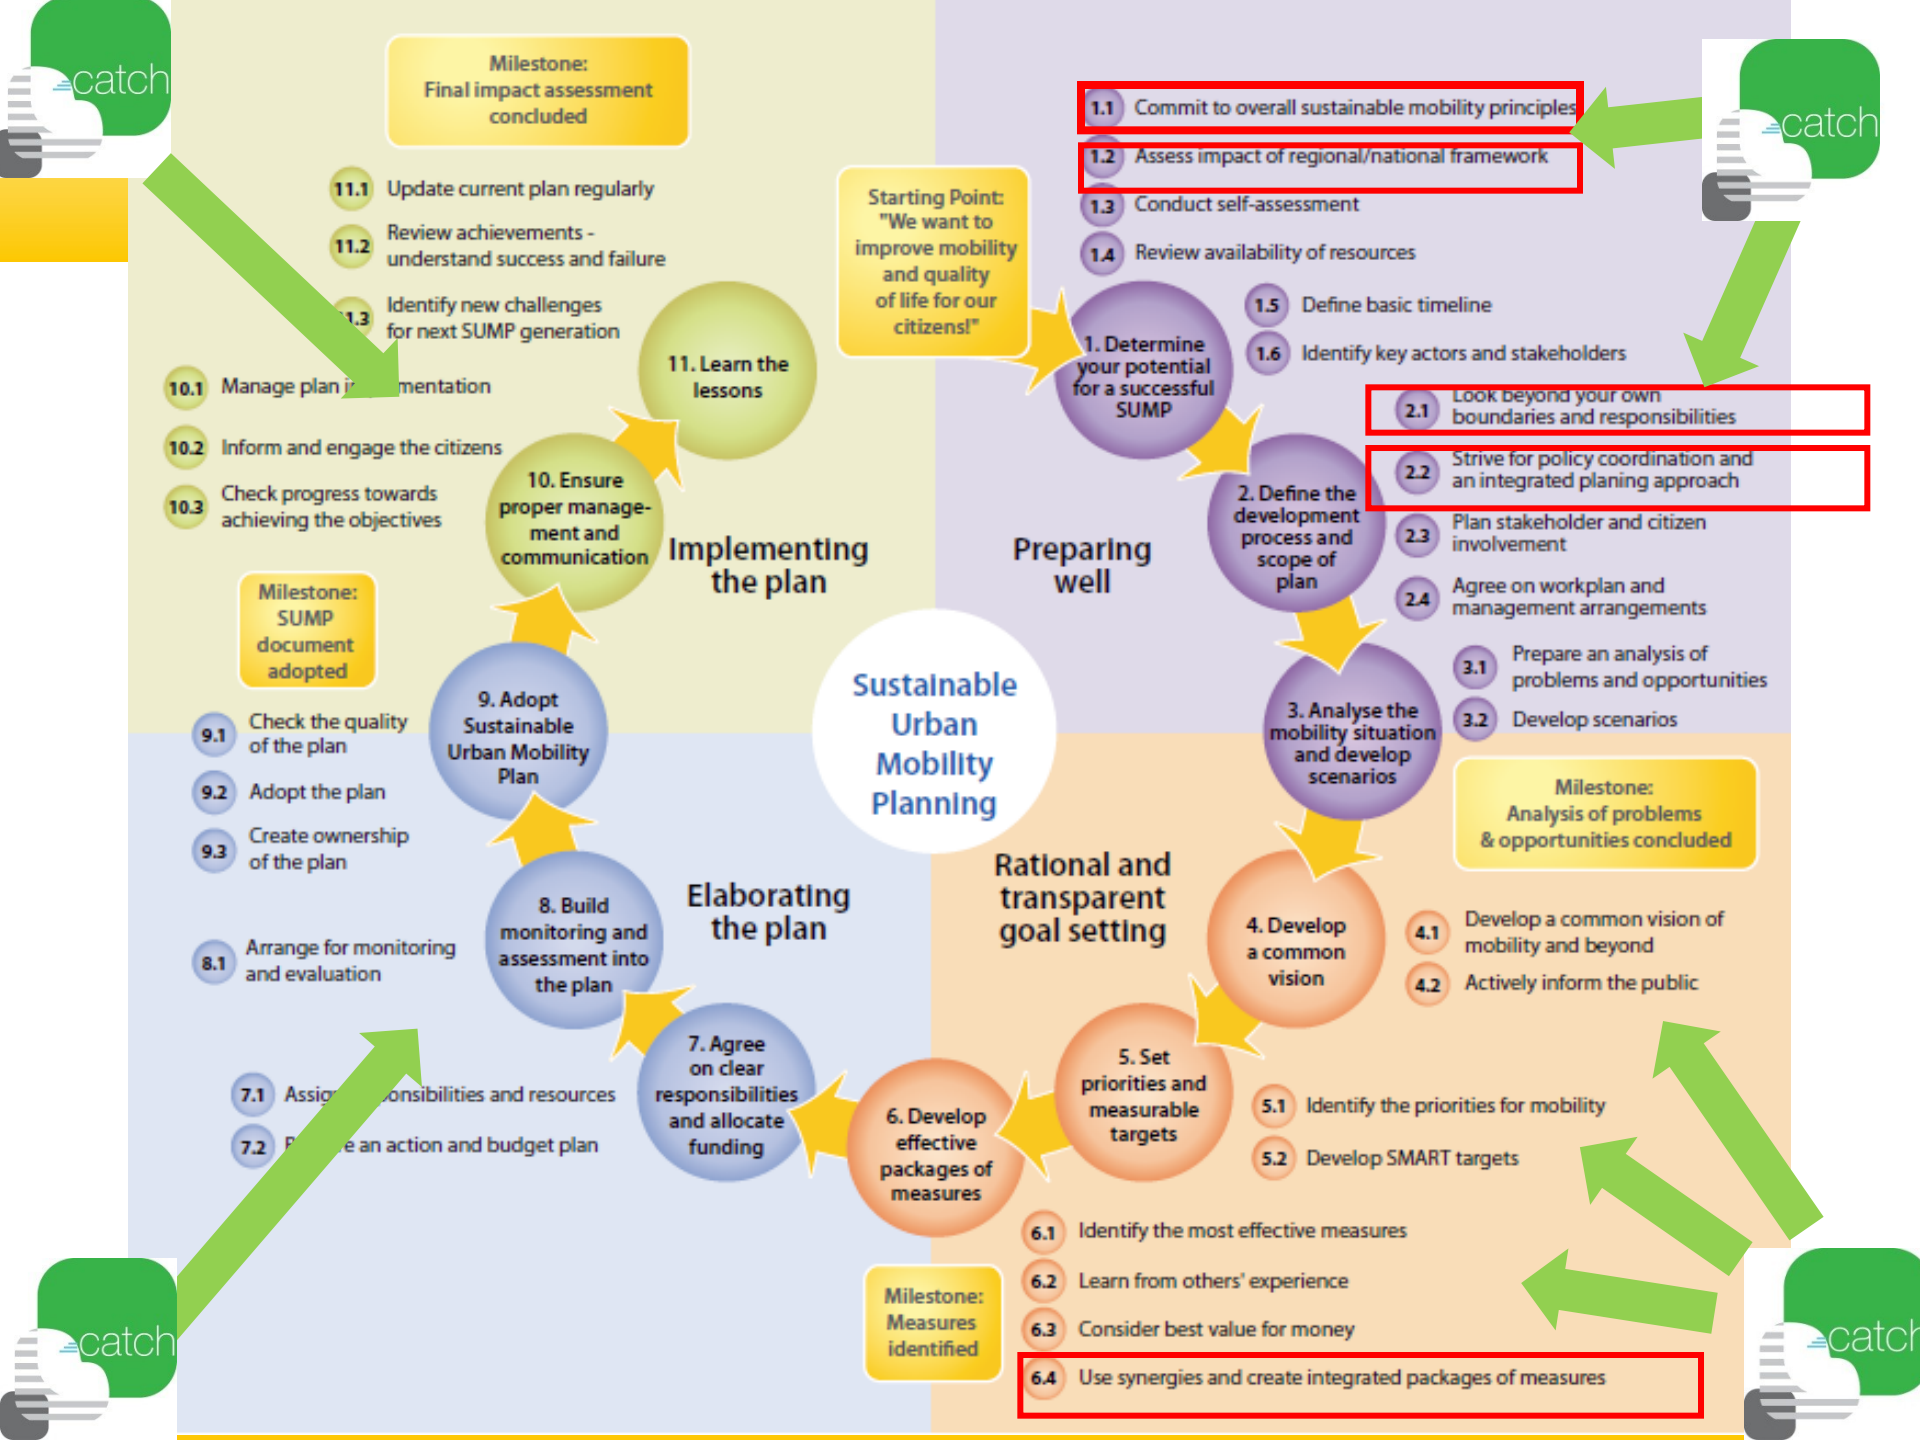 catch
catch
Milestone:
Final impact assessment
concluded
11.1 Update current plan regularly
11.2 Review achievements -
understand success and failure
.3 Identify new challenges
for next SUMP generation
10.1 Manage plan i mentation
10.2 Inform and engage the citizens
10.3 Check progress towards
achieving the objectives
11. Learn the
lessons
10. Ensure
proper manage-
ment and
communication
Implementing
the plan
Starting Point:
"We want to
improve mobility
and quality
of life for our
citizens!"
1.1 Commit to overall sustainable mobility principles
1.2 Assess impact of regional/national framework
1.3 Conduct self-assessment
1.4 Review availability of resources
1.5 Define basic timeline
1.6 Identify key actors and stakeholders
1. Determine
your potential
for a successful
SUMP
2.1 Look beyond your own
boundaries and responsibilities
2.2 Strive for policy coordination and
an integrated planing approach
2.3 Plan stakeholder and citizen
involvement
2.4 Agree on workplan and
management arrangements
2. Define the
development
process and
scope of
plan
Preparing
well
3.1 Prepare an analysis of
problems and opportunities
3.2 Develop scenarios
3. Analyse the
mobility situation
and develop
scenarios
Milestone:
SUMP
document
adopted
9.1 Check the quality
of the plan
9.2 Adopt the plan
9.3 Create ownership
of the plan
9. Adopt
Sustainable
Urban Mobility
Plan
Sustainable
Urban
Mobility
Planning
Milestone:
Analysis of problems
& opportunities concluded
Rational and
transparent
goal setting
4. Develop
a common
vision
4.1 Develop a common vision of
mobility and beyond
4.2 Actively inform the public
Elaborating
the plan
8. Build
monitoring and
assessment into
the plan
8.1 Arrange for monitoring
and evaluation
7. Agree
on clear
responsibilities
and allocate
funding
7.1 Assig onsibilities and resources
7.2 e an action and budget plan
6. Develop
effective
packages of
measures
5. Set
priorities and
measurable
targets
5.1 Identify the priorities for mobility
5.2 Develop SMART targets
6.1 Identify the most effective measures
6.2 Learn from others' experience
6.3 Consider best value for money
6.4 Use synergies and create integrated packages of measures
Milestone:
Measures
identified
catch
catch